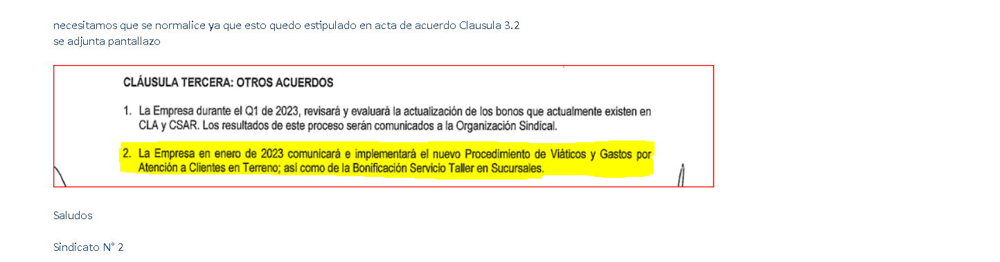 necesitamos que se normalice ya que esto quedo estipulado en acta de acuerdo Clausula 3.2
se adjunta pantallazo
CLÁUSULA TERCERA: OTROS ACUERDOS
1. La Empresa durante el Q1 de 2023, revisará y evaluará la actualización de los bonos que actualmente existen en
CLA y CSAR. Los resultados de este proceso serán comunicados a la Organización Sindical.
2. La Empresa en enero de 2023 comunicará e implementará el nuevo Procedimiento de Viáticos y Gastos por
Atención a Clientes en Terreno; así como de la Bonificación Servicio Taller en Sucursales.
Saludos
Sindicato N° 2